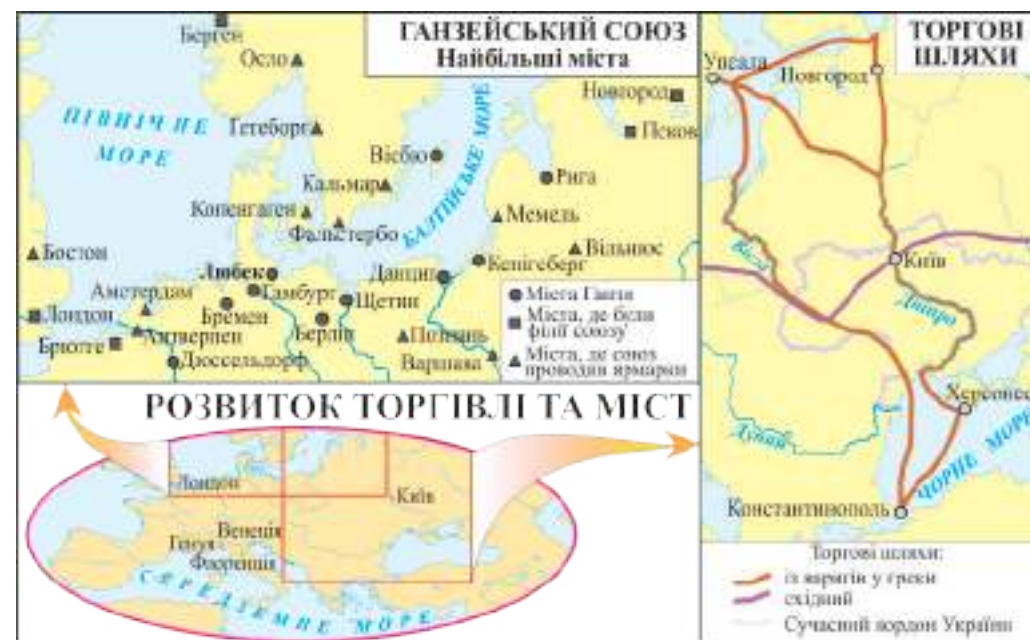 ГАНЗЕЙСЬКИЙ СОЮЗ
Найбільші міста
Берген
Осло
Новгород
Псков
ПІВНІЧНЕ
МОРЕ
Гетеборг
Вісбю
БАЛТІЙСЬКЕ МОРЕ
Рига
Кальмар
Копенгаген
Мемель
Фальстербо
Вільнюс
Бостон
Любек
Данциг
Кенігсберг
Амстердам
Гамбург
Щетин
Лондон
Бремен
Берлін
Познань
Антверпен
Брюгге
Варшава
Дюссельдорф
Міста Ганзи
Міста, де були
філії союзу
Міста, де союз
проводив ярмарки
РОЗВИТОК ТОРГІВЛІ ТА МІСТ
Лондон
Київ
Венеція
Генуя
Флоренція
СЕРЕДЗЕМНЕ МОРЕ
ТОРГОВІ
ШЛЯХИ
Упсала
Новгород
Вісла
Київ
Дніпро
Херсонес
Дунай
ЧОРНЕ МОРЕ
Константинополь
Торгові шляхи:
із варягів у греки
східний
Сучасний кордон України